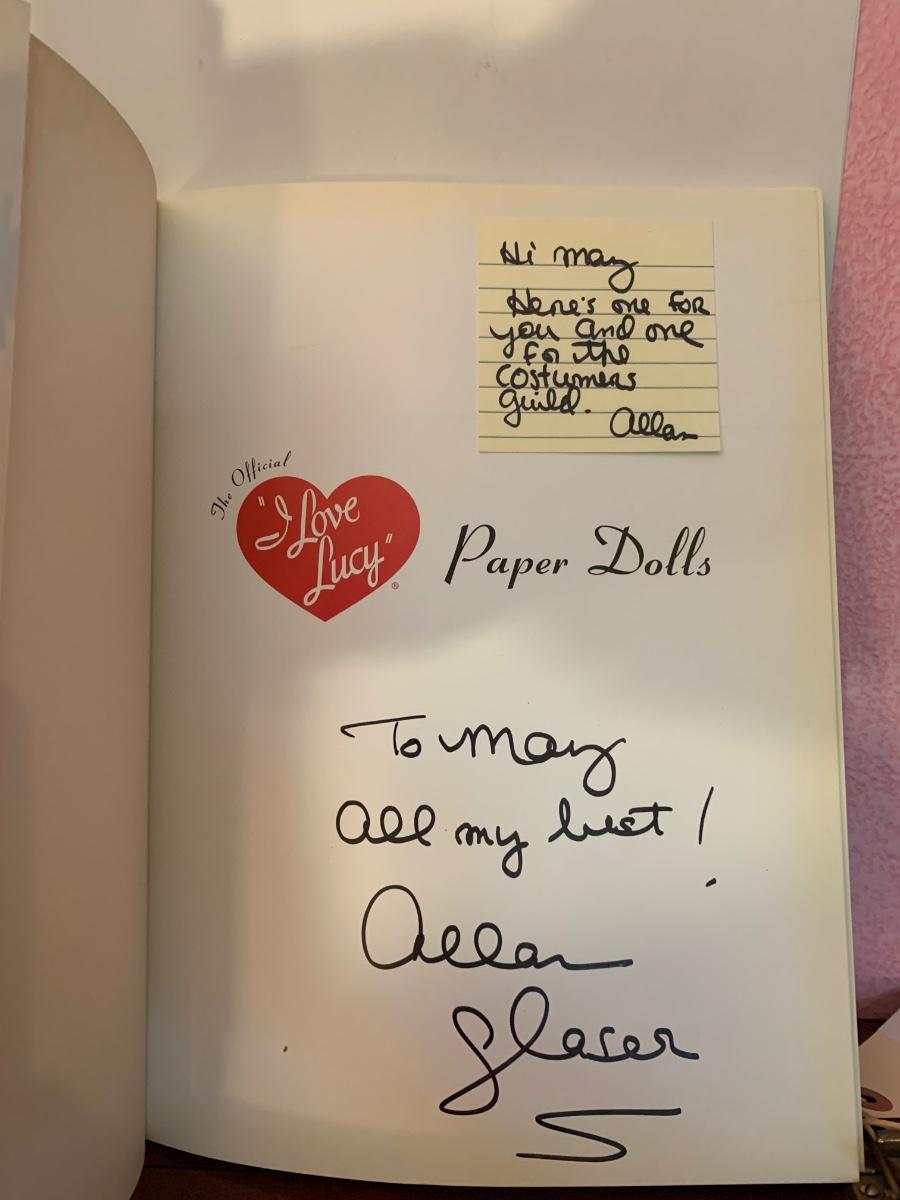 Hi May
Here's one for
you and one
for the
costumers
guild.
Allan
The Official
"I Love
Lucy"®
Paper Dolls
To May
all my best!
Allan
Glaser